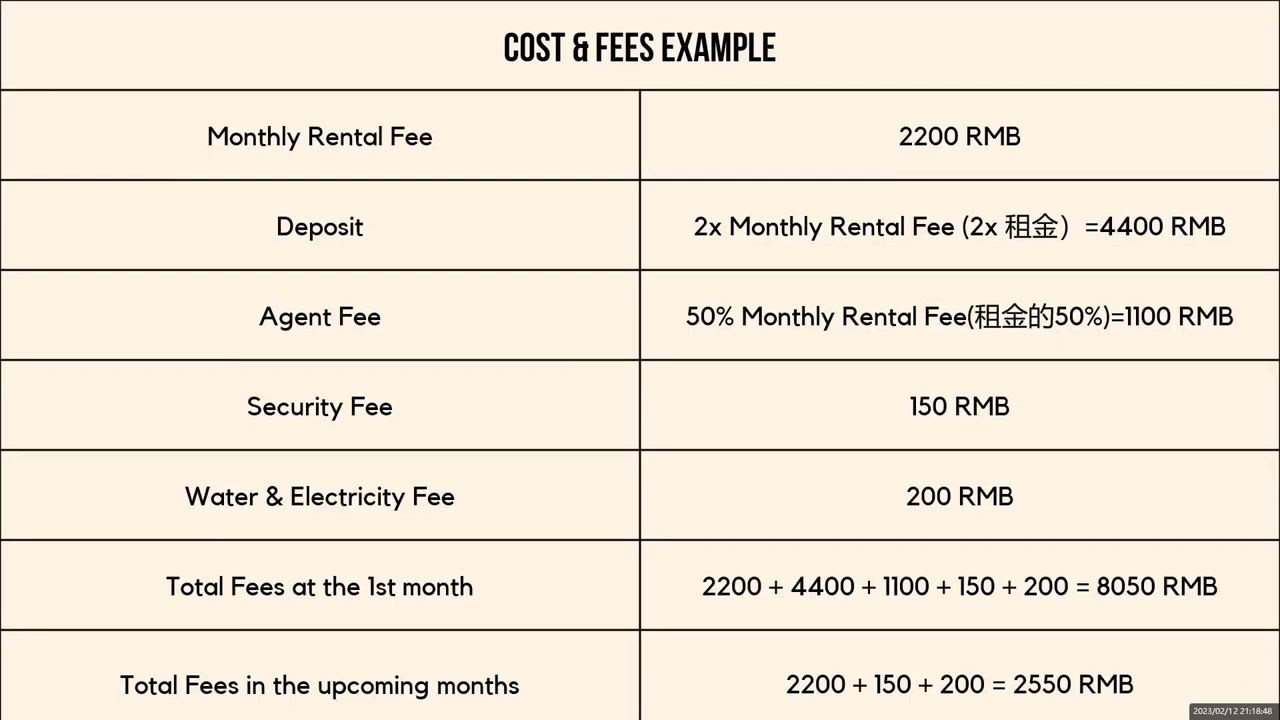 COST & FEES EXAMPLE
Monthly Rental Fee
2200 RMB
Deposit
2x Monthly Rental Fee (2x 租金）=4400 RMB
Agent Fee
50% Monthly Rental Fee(租金的50%)=1100 RMB
Security Fee
150 RMB
Water & Electricity Fee
200 RMB
Total Fees at the 1st month
2200 + 4400 + 1100 + 150 + 200 = 8050 RMB
Total Fees in the upcoming months
2200 + 150 + 200 = 2550 RMB
2023/02/12 21:18:48